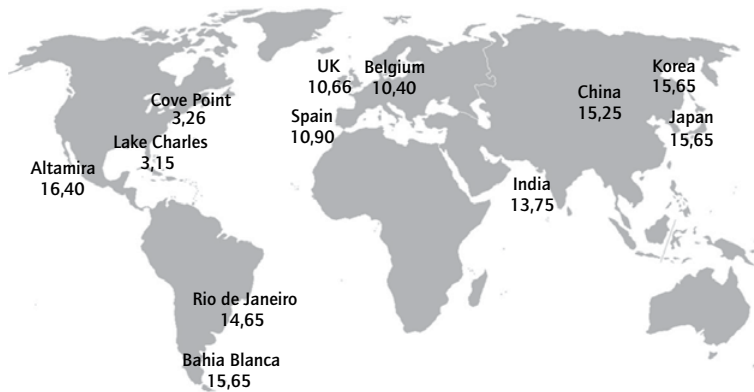 UK
10,66
Belgium
10,40
Korea
15,65
China
15,25
Cove Point
3,26
Spain
10,90
Japan
15,65
Lake Charles
3,15
Altamira
16,40
India
13,75
Rio de Janeiro
14,65
Bahia Blanca
15,65